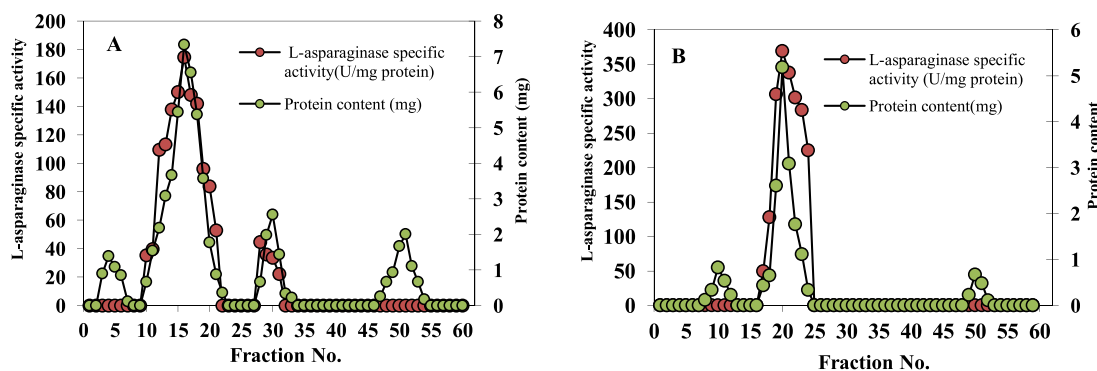 A
L-asparaginase specific activity
200
180
160
140
120
100
80
60
40
20
0
L-asparaginase specific
activity(U/mg protein)
Protein content (mg)
8
7
6
5
4
3
2
1
0
Protein content (mg)
0 5 10 15 20 25 30 35 40 45 50 55 60
Fraction No.
B
L-asparaginase specific activity
400
350
300
250
200
150
100
50
0
L-asparaginase specific
activity (U/mg protein)
Protein content(mg)
6
5
4
3
2
1
0
Protein content
0 5 10 15 20 25 30 35 40 45 50 55 60
Fraction No.